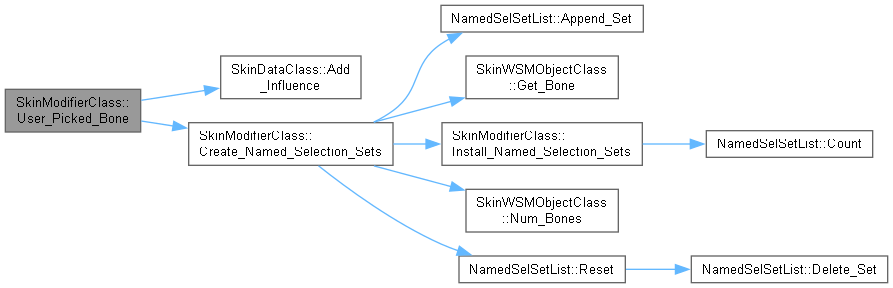 NamedSelSetList::Append_Set
SkinDataClass::Add
_Influence
SkinWSMObjectClass
::Get_Bone
SkinModifierClass::
User_Picked_Bone
SkinModifierClass::
Create_Named_Selection_Sets
SkinModifierClass::
Install_Named_Selection_Sets
NamedSelSetList::Count
SkinWSMObjectClass
::Num_Bones
NamedSelSetList::Reset
NamedSelSetList::Delete_Set